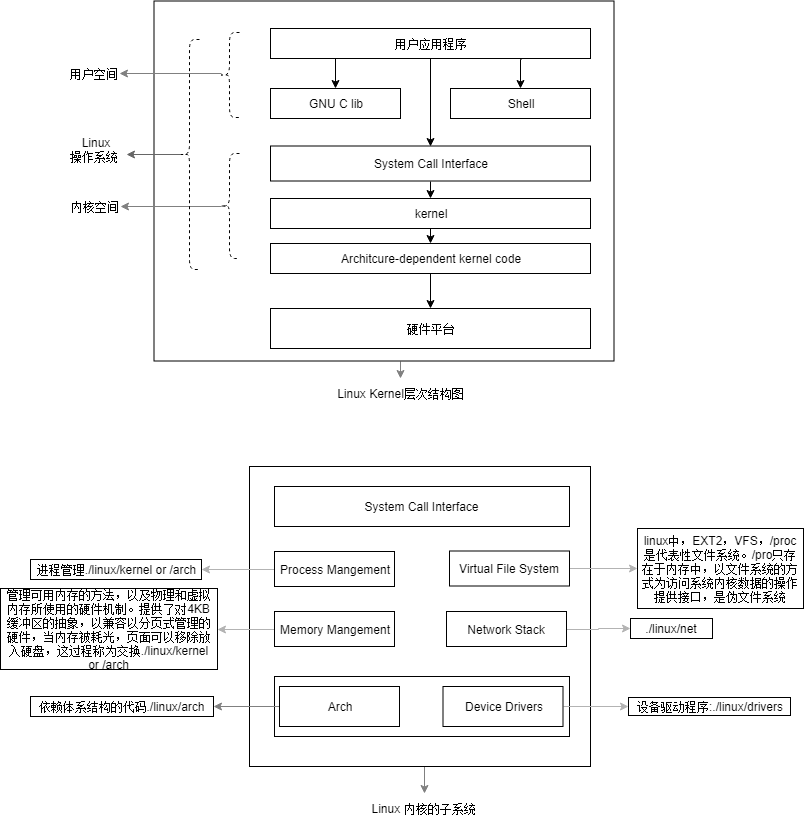 用户应用程序
用户空间
GNU C lib
Shell
Linux
操作系统
System Call Interface
内核空间
kernel
Architcure-dependent kernel code
硬件平台
Linux Kernel层次结构图
System Call Interface
进程管理./linux/kernel or /arch
Process Mangement
Virtual File System
linux中，EXT2，VFS，/proc
是代表性文件系统。/pro只存
在于内存中，以文件系统的方
式为访问系统内核数据的操作
提供接口，是伪文件系统
管理可用内存的方法，以及物理和虚拟
内存所使用的硬件机制。提供了对4KB
缓冲区的抽象，以兼容以分页式管理的
硬件，当内存被耗光，页面可以移除放
入硬盘，这过程称为交换./linux/kernel
or /arch
Memory Mangement
Network Stack
./linux/net
依赖体系结构的代码./linux/arch
Arch
Device Drivers
设备驱动程序:./linux/drivers
Linux 内核的子系统